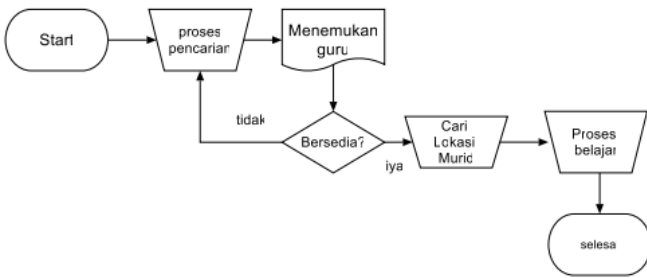 Start
proses
pencarian
Menemukan
guru
tidak
Bersedia?
iya
Cari
Lokasi
Murid
Proses
belajar
selesa